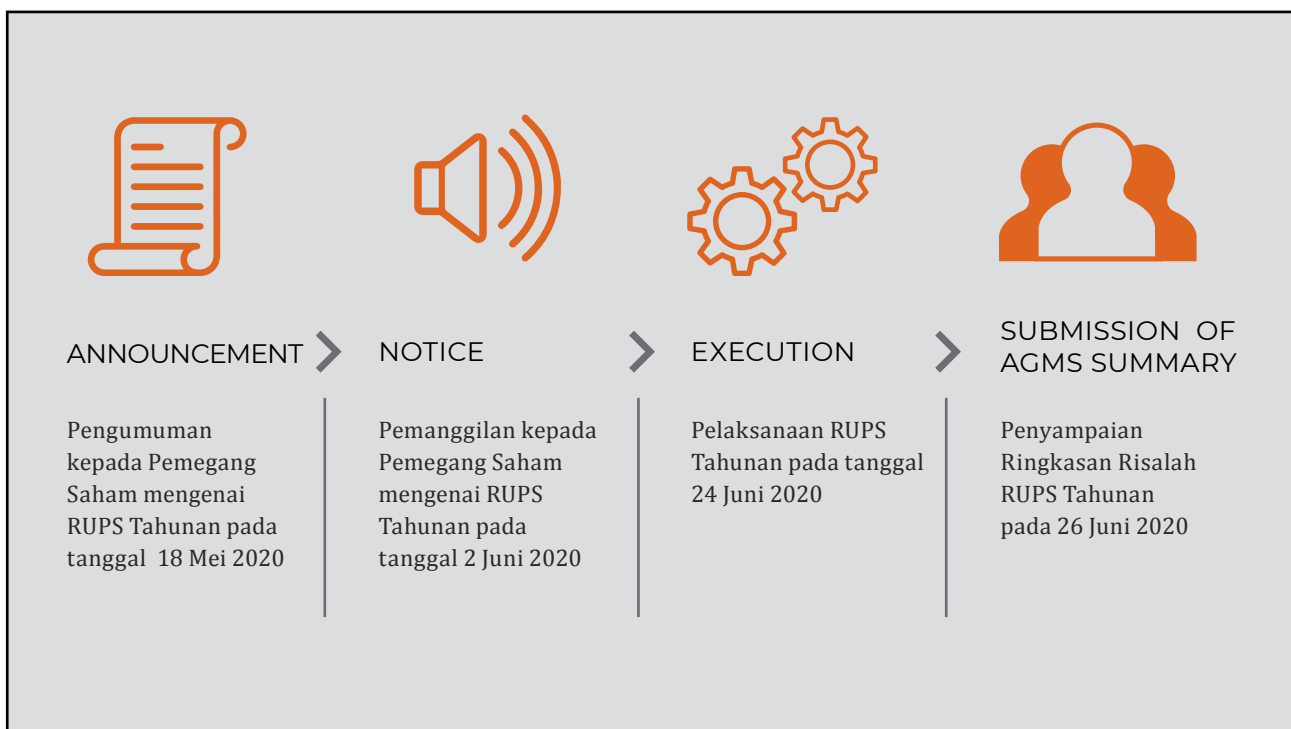 ANNOUNCEMENT
Pengumuman
kepada Pemegang
Saham mengenai
RUPS Tahunan pada
tanggal 18 Mei 2020
NOTICE
Pemanggilan kepada
Pemegang Saham
mengenai RUPS
Tahunan pada
tanggal 2 Juni 2020
EXECUTION
Pelaksanaan RUPS
Tahunan pada tanggal
24 Juni 2020
SUBMISSION OF
AGMS SUMMARY
Penyampaian
Ringkasan Risalah
RUPS Tahunan
pada 26 Juni 2020